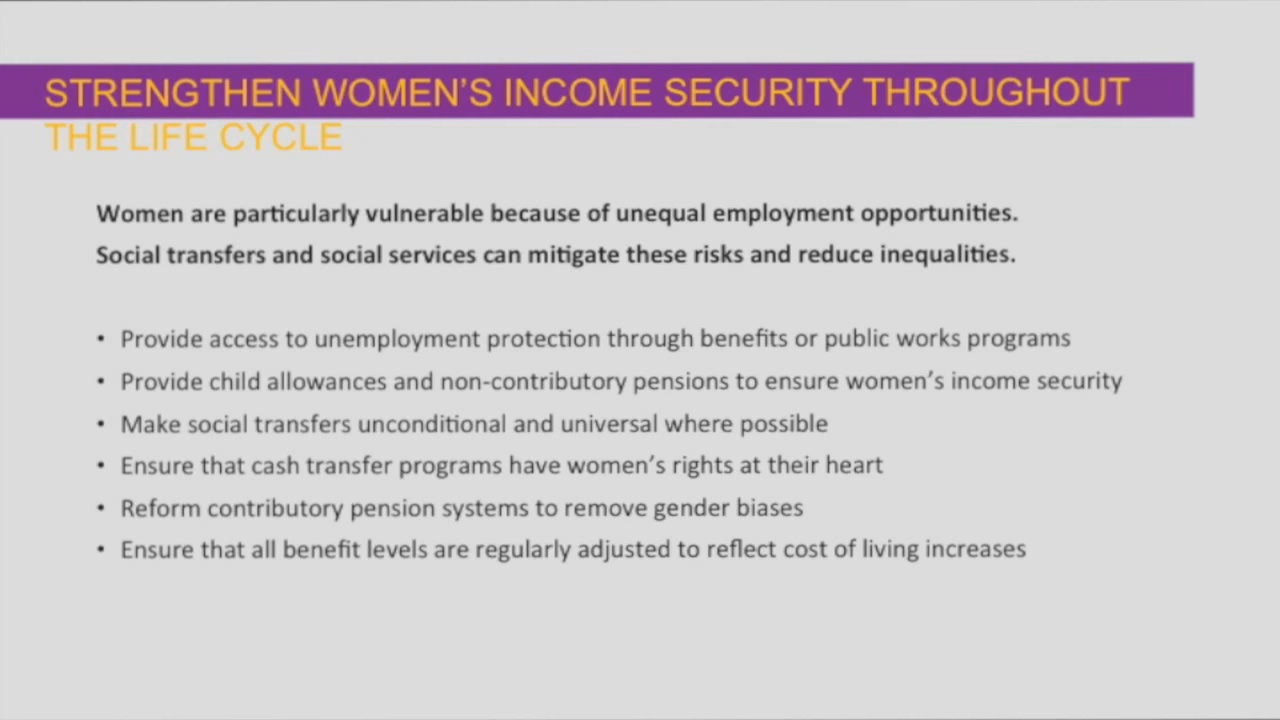 STRENGTHEN WOMEN’S INCOME SECURITY THROUGHOUT
THE LIFE CYCLE
Women are particularly vulnerable because of unequal employment opportunities.
Social transfers and social services can mitigate these risks and reduce inequalities.
• Provide access to unemployment protection through benefits or public works programs
• Provide child allowances and non-contributory pensions to ensure women’s income security
• Make social transfers unconditional and universal where possible
• Ensure that cash transfer programs have women’s rights at their heart
• Reform contributory pension systems to remove gender biases
• Ensure that all benefit levels are regularly adjusted to reflect cost of living increases